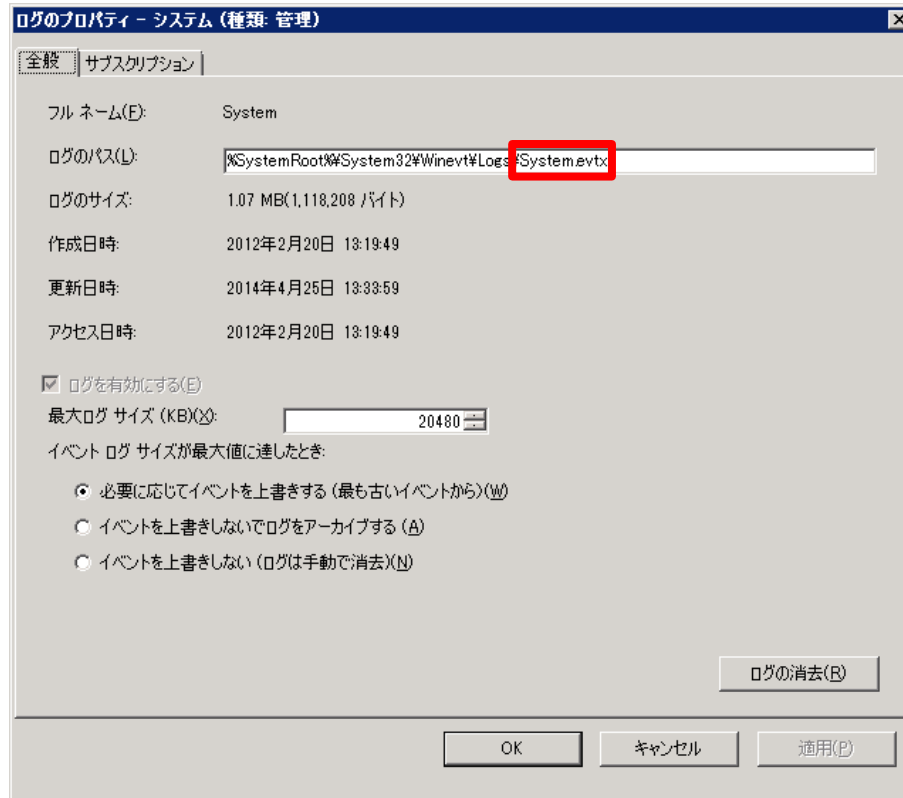 ログのプロパティ - システム (種類: 管理)
全般 サブスクリプション
フル ネーム(F): System
ログのパス(L): %SystemRoot%¥System32¥Winevt¥Logs¥System.evtx
ログのサイズ: 1.07 MB(1,118,208 バイト)
作成日時: 2012年2月20日 13:19:49
更新日時: 2014年4月25日 13:33:59
アクセス日時: 2012年2月20日 13:19:49
ログを有効にする(E)
最大ログ サイズ (KB)(X): 20480
イベント ログ サイズが最大値に達したとき:
必要に応じてイベントを上書きする (最も古いイベントから)(W)
イベントを上書きしないでログをアーカイブする (A)
イベントを上書きしない (ログは手動で消去)(N)
ログの消去(R)
OK キャンセル 適用(P)